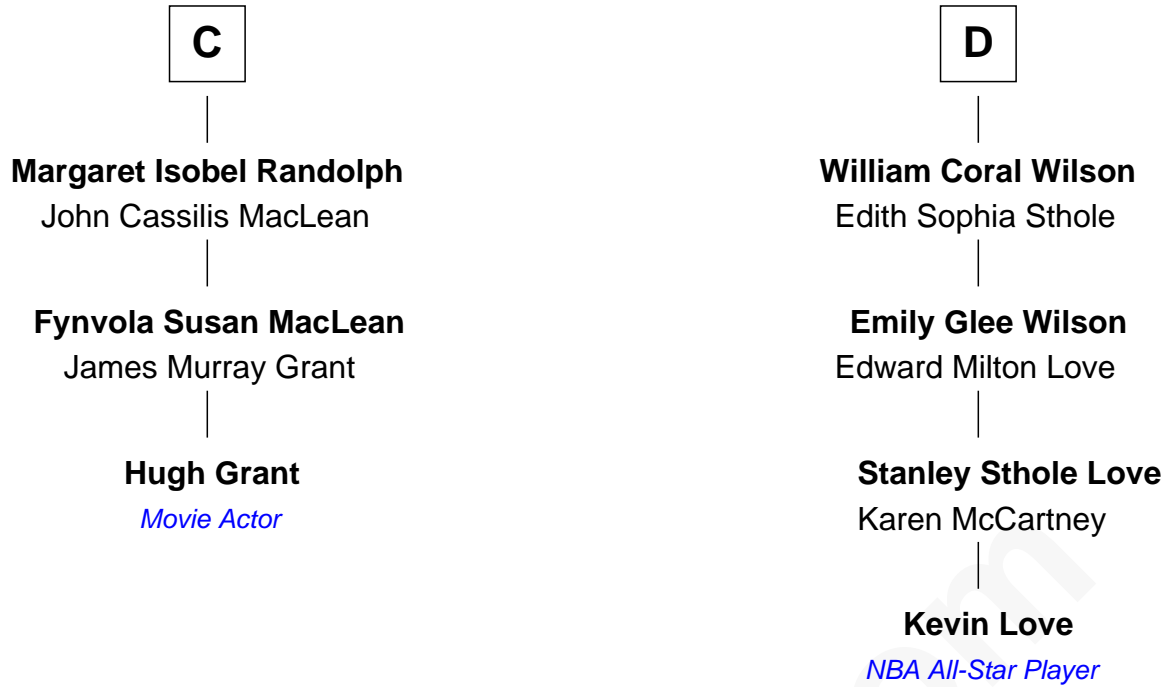 C
Margaret Isobel Randolph
John Cassilis MacLean
Fynvola Susan MacLean
James Murray Grant
Hugh Grant
Movie Actor
D
William Coral Wilson
Edith Sophia Sthole
Emily Glee Wilson
Edward Milton Love
Stanley Sthole Love
Karen McCartney
Kevin Love
NBA All-Star Player